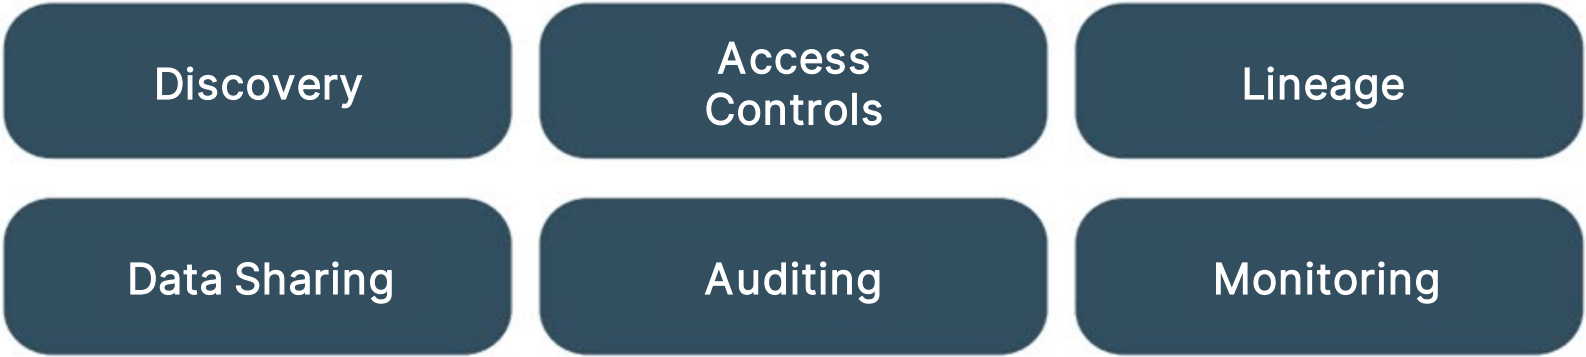 Discovery
Access
Controls
Lineage
Data Sharing
Auditing
Monitoring